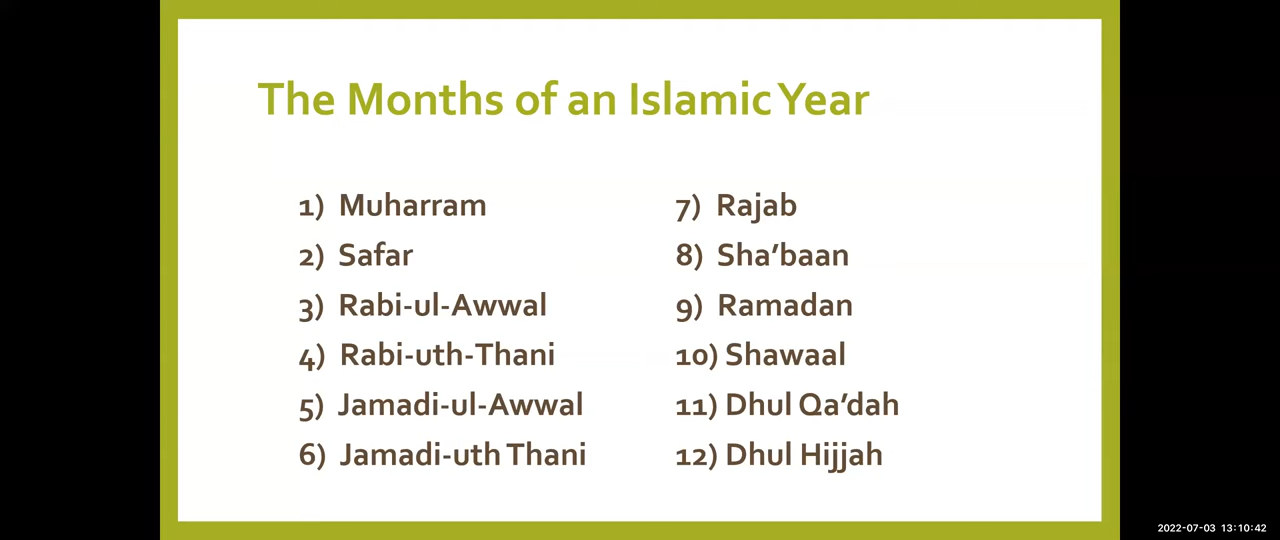 The Months of an Islamic Year
1) Muharram
2) Safar
3) Rabi-ul-Awwal
4) Rabi-uth-Thani
5) Jamadi-ul-Awwal
6) Jamadi-uth Thani
7) Rajab
8) Sha’baan
9) Ramadan
10) Shawaal
11) Dhul Qa’dah
12) Dhul Hijjah
2022-07-03 13:10:42